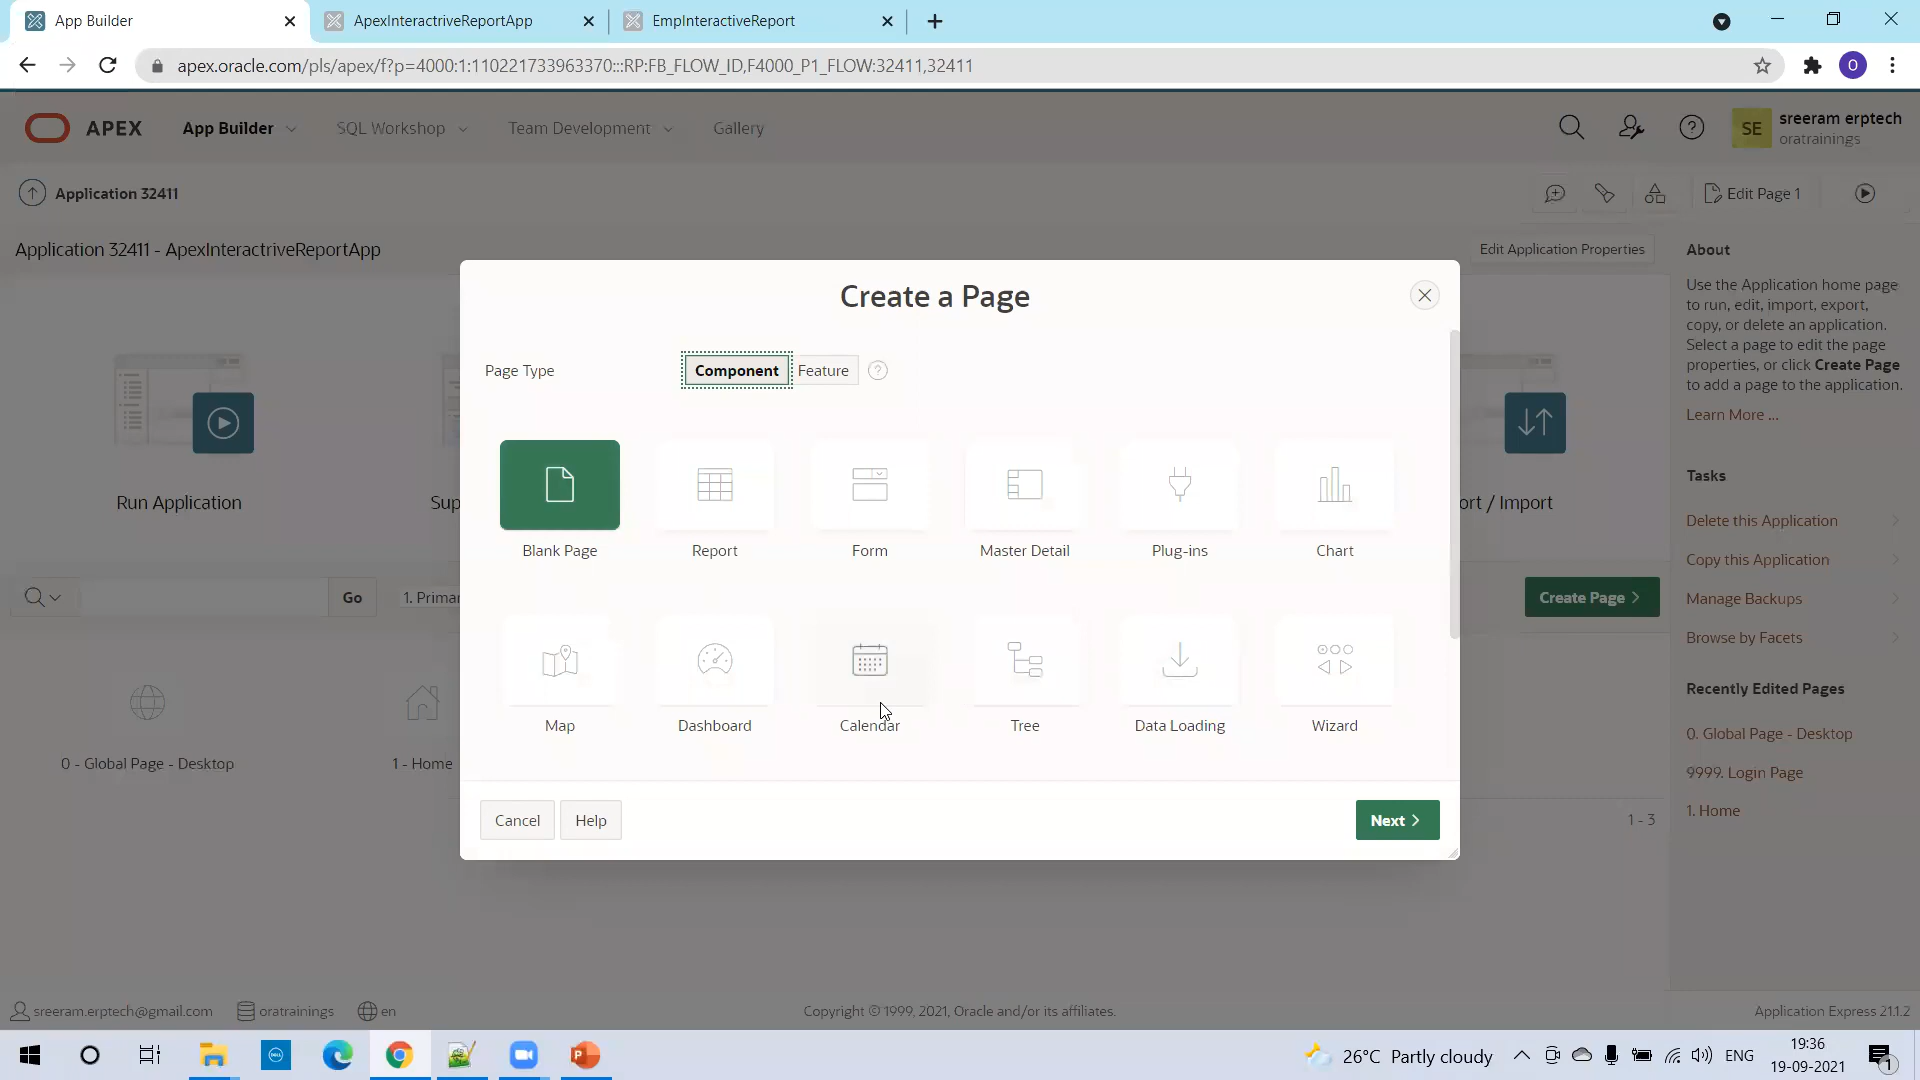 App Builder
ApexInteractriveReportApp
EmpInteractiveReport
apex.oracle.com/pls/apex/f?p=4000:1:110221733963370:::RP:FB_FLOW_ID,F4000_P1_FLOW:32411,32411
O
APEX
App Builder
SQL Workshop
Team Development
Gallery
SE
sreeram erptech
oratrainings
Application 32411
Edit Page 1
Application 32411 - ApexInteractriveReportApp
Edit Application Properties
About
Use the Application home page
to run, edit, import, export,
copy, or delete an application.
Select a page to edit the page
properties, or click Create Page
to add a page to the application.
Learn More ...
Create a Page
Page Type
Component
Feature
Blank Page
Report
Form
Master Detail
Plug-ins
Chart
Map
Dashboard
Calendar
Tree
Data Loading
Wizard
Cancel
Help
Next
Run Application
Sup
ort / Import
Go
1. Primar
Create Page
Tasks
Delete this Application
Copy this Application
Manage Backups
Browse by Facets
Recently Edited Pages
0. Global Page - Desktop
9999. Login Page
1. Home
0 - Global Page - Desktop
1 - Home
1 - 3
sreeram.erptech@gmail.com
oratrainings
en
Copyright © 1999, 2021, Oracle and/or its affiliates.
Application Express 21.1.2
26°C Partly cloudy
ENG
19:36
19-09-2021
1